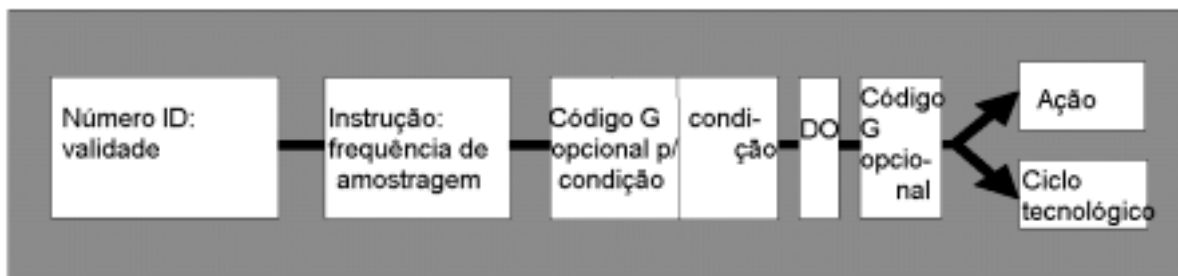 Número ID:
validade
Instrução:
frequência de
amostragem
Código G
opcional p/
condição
condi-
ção
DO
Código
G
opcio-
nal
Ação
Ciclo
tecnológico